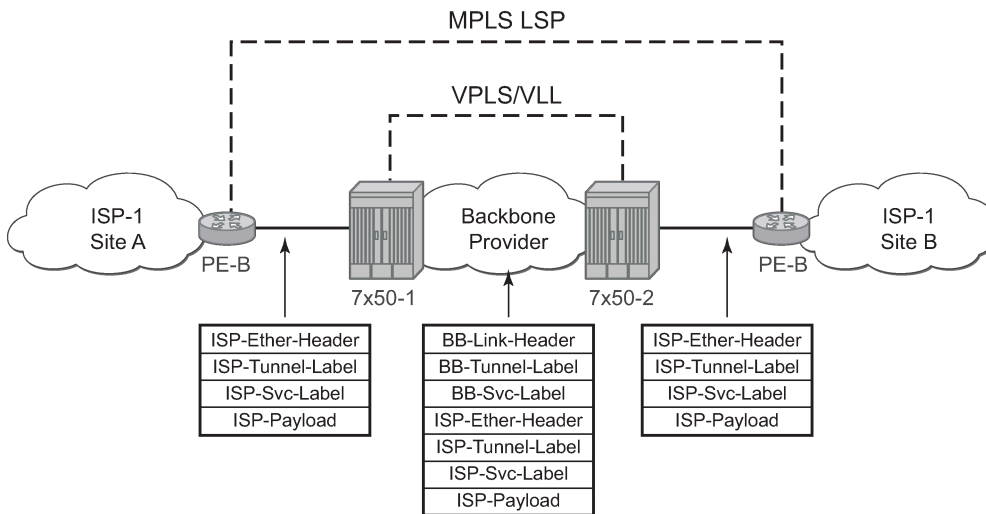 MPLS LSP
VPLS/VLL
ISP-1
Site A
PE-B
7x50-1
Backbone
Provider
7x50-2
PE-B
ISP-1
Site B
ISP-Ether-Header
ISP-Tunnel-Label
ISP-Svc-Label
ISP-Payload
BB-Link-Header
BB-Tunnel-Label
BB-Svc-Label
ISP-Ether-Header
ISP-Tunnel-Label
ISP-Svc-Label
ISP-Payload
ISP-Ether-Header
ISP-Tunnel-Label
ISP-Svc-Label
ISP-Payload